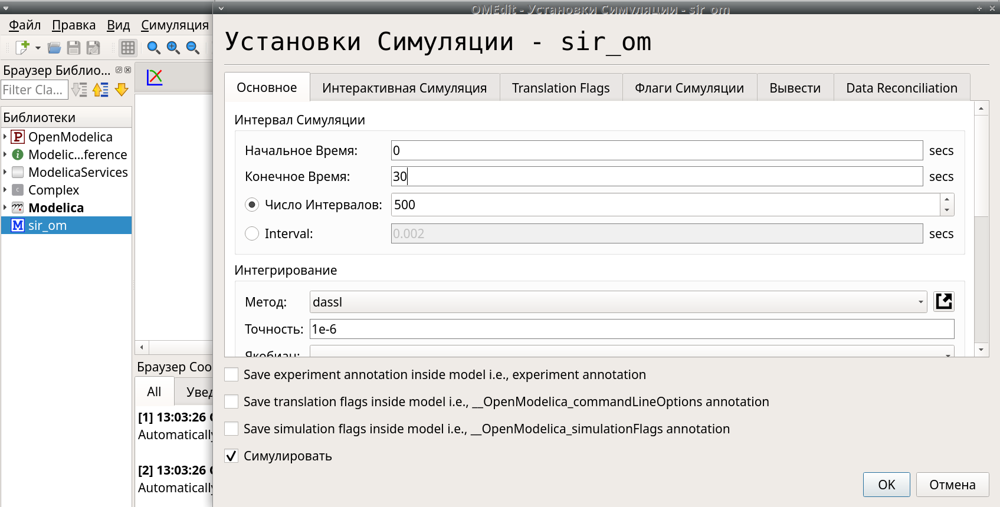 OMEdit - Установки Симуляции - sir_om
Файл Правка Вид Симуляция
Установки Симуляции - sir_om
Браузер Библио...
Filter Cla...
Библиотеки
OpenModelica
Modelic...ference
ModelicaServices
Complex
Modelica
sir_om
Основное Интерактивная Симуляция Translation Flags Флаги Симуляции Вывести Data Reconciliation
Интервал Симуляции
Начальное Время: 0 secs
Конечное Время: 30 secs
Число Интервалов: 500
Interval: 0.002 secs
Интегрирование
Метод: dassl
Точность: 1e-6
Якобиан:
Save experiment annotation inside model i.e., experiment annotation
Save translation flags inside model i.e., __OpenModelica_commandLineOptions annotation
Save simulation flags inside model i.e., __OpenModelica_simulationFlags annotation
Симулировать
OK Отмена
Браузер Соо
All Увед
[1] 13:03:26
Automatically
[2] 13:03:26
Automatically